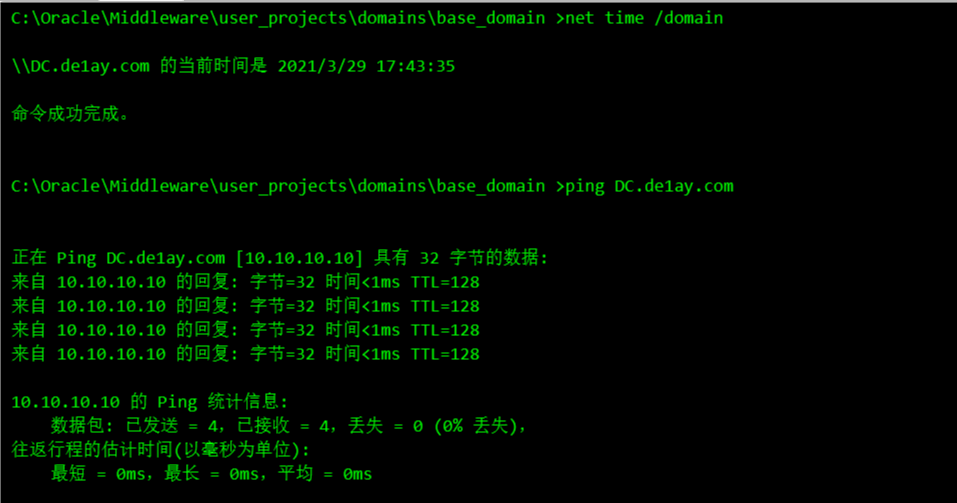 C:\Oracle\Middleware\user_projects\domains\base_domain >net time /domain
\\DC.de1ay.com 的当前时间是 2021/3/29 17:43:35
命令成功完成。
C:\Oracle\Middleware\user_projects\domains\base_domain >ping DC.de1ay.com
正在 Ping DC.de1ay.com [10.10.10.10] 具有 32 字节的数据:
来自 10.10.10.10 的回复: 字节=32 时间<1ms TTL=128
来自 10.10.10.10 的回复: 字节=32 时间<1ms TTL=128
来自 10.10.10.10 的回复: 字节=32 时间<1ms TTL=128
来自 10.10.10.10 的回复: 字节=32 时间<1ms TTL=128
10.10.10.10 的 Ping 统计信息:
数据包: 已发送 = 4，已接收 = 4，丢失 = 0 (0% 丢失)，
往返行程的估计时间(以毫秒为单位):
最短 = 0ms，最长 = 0ms，平均 = 0ms